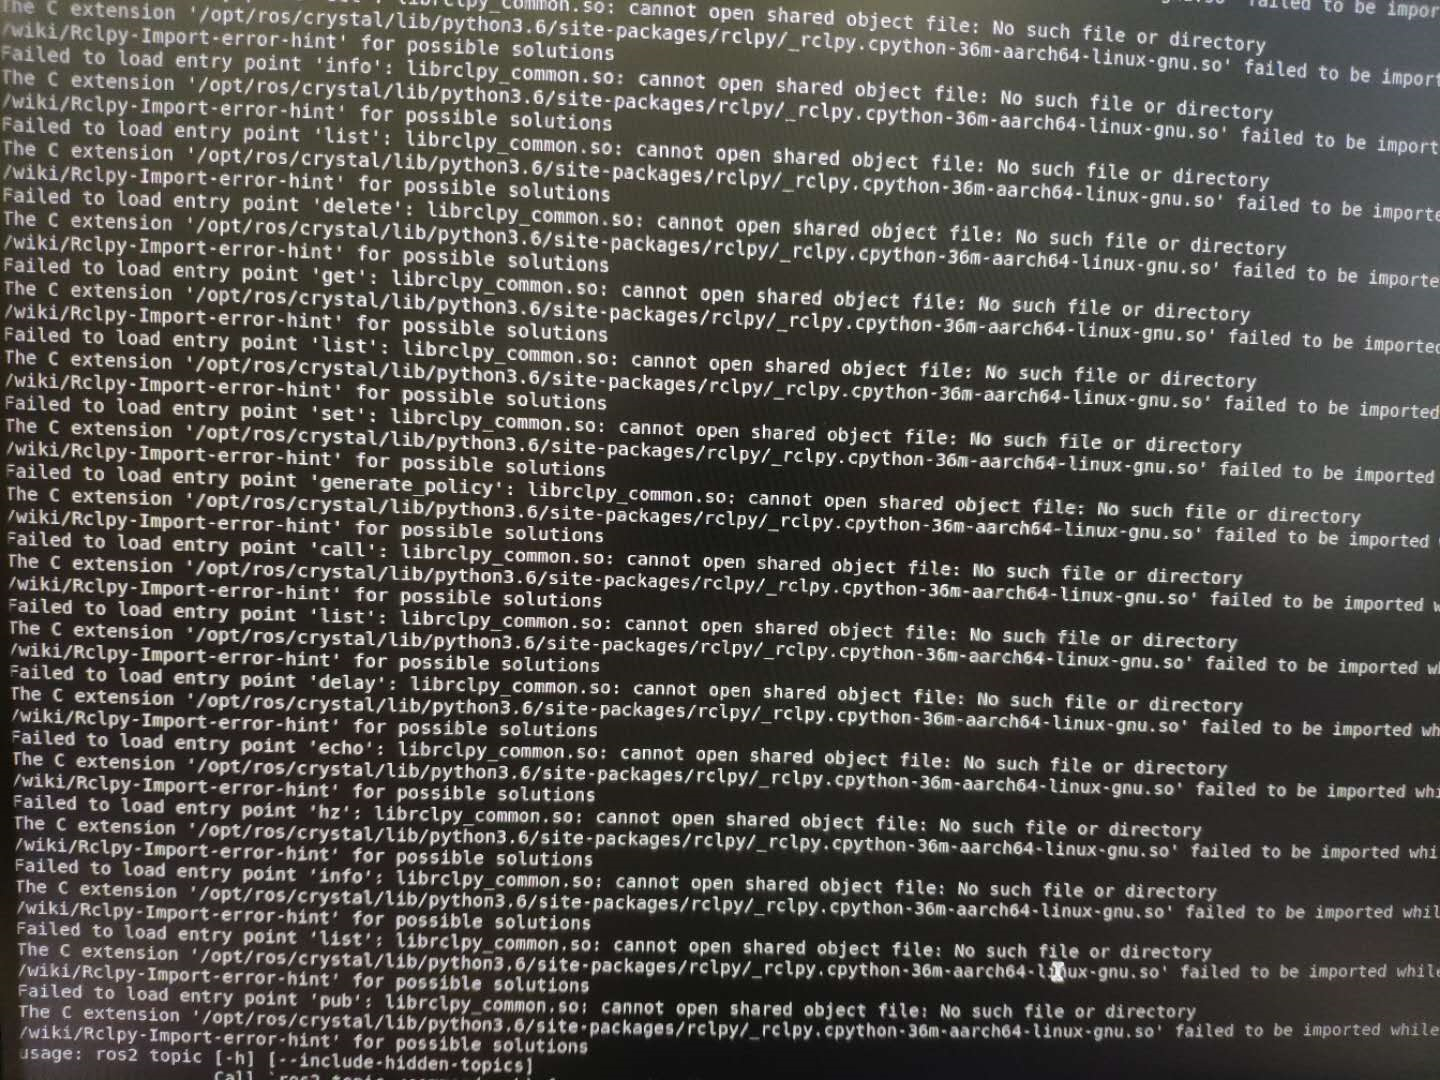 _common.so: cannot open shared object file: No such file or directory
The C extension '/opt/ros/crystal/lib/python3.6/site-packages/rclpy/_rclpy.cpython-36m-aarch64-linux-gnu.so' failed to be import
/wiki/Rclpy-Import-error-hint' for possible solutions
Failed to load entry point 'info': librclpy_common.so: cannot open shared object file: No such file or directory
The C extension '/opt/ros/crystal/lib/python3.6/site-packages/rclpy/_rclpy.cpython-36m-aarch64-linux-gnu.so' failed to be import
/wiki/Rclpy-Import-error-hint' for possible solutions
Failed to load entry point 'list': librclpy_common.so: cannot open shared object file: No such file or directory
The C extension '/opt/ros/crystal/lib/python3.6/site-packages/rclpy/_rclpy.cpython-36m-aarch64-linux-gnu.so' failed to be importe
/wiki/Rclpy-Import-error-hint' for possible solutions
Failed to load entry point 'delete': librclpy_common.so: cannot open shared object file: No such file or directory
The C extension '/opt/ros/crystal/lib/python3.6/site-packages/rclpy/_rclpy.cpython-36m-aarch64-linux-gnu.so' failed to be importe
/wiki/Rclpy-Import-error-hint' for possible solutions
Failed to load entry point 'get': librclpy_common.so: cannot open shared object file: No such file or directory
The C extension '/opt/ros/crystal/lib/python3.6/site-packages/rclpy/_rclpy.cpython-36m-aarch64-linux-gnu.so' failed to be imported
/wiki/Rclpy-Import-error-hint' for possible solutions
Failed to load entry point 'list': librclpy_common.so: cannot open shared object file: No such file or directory
The C extension '/opt/ros/crystal/lib/python3.6/site-packages/rclpy/_rclpy.cpython-36m-aarch64-linux-gnu.so' failed to be imported
/wiki/Rclpy-Import-error-hint' for possible solutions
Failed to load entry point 'set': librclpy_common.so: cannot open shared object file: No such file or directory
The C extension '/opt/ros/crystal/lib/python3.6/site-packages/rclpy/_rclpy.cpython-36m-aarch64-linux-gnu.so' failed to be imported
/wiki/Rclpy-Import-error-hint' for possible solutions
Failed to load entry point 'generate_policy': librclpy_common.so: cannot open shared object file: No such file or directory
The C extension '/opt/ros/crystal/lib/python3.6/site-packages/rclpy/_rclpy.cpython-36m-aarch64-linux-gnu.so' failed to be imported
/wiki/Rclpy-Import-error-hint' for possible solutions
Failed to load entry point 'call': librclpy_common.so: cannot open shared object file: No such file or directory
The C extension '/opt/ros/crystal/lib/python3.6/site-packages/rclpy/_rclpy.cpython-36m-aarch64-linux-gnu.so' failed to be imported w
/wiki/Rclpy-Import-error-hint' for possible solutions
Failed to load entry point 'list': librclpy_common.so: cannot open shared object file: No such file or directory
The C extension '/opt/ros/crystal/lib/python3.6/site-packages/rclpy/_rclpy.cpython-36m-aarch64-linux-gnu.so' failed to be imported wh
/wiki/Rclpy-Import-error-hint' for possible solutions
Failed to load entry point 'delay': librclpy_common.so: cannot open shared object file: No such file or directory
The C extension '/opt/ros/crystal/lib/python3.6/site-packages/rclpy/_rclpy.cpython-36m-aarch64-linux-gnu.so' failed to be imported wh
/wiki/Rclpy-Import-error-hint' for possible solutions
Failed to load entry point 'echo': librclpy_common.so: cannot open shared object file: No such file or directory
The C extension '/opt/ros/crystal/lib/python3.6/site-packages/rclpy/_rclpy.cpython-36m-aarch64-linux-gnu.so' failed to be imported whi
/wiki/Rclpy-Import-error-hint' for possible solutions
Failed to load entry point 'hz': librclpy_common.so: cannot open shared object file: No such file or directory
The C extension '/opt/ros/crystal/lib/python3.6/site-packages/rclpy/_rclpy.cpython-36m-aarch64-linux-gnu.so' failed to be imported whi
/wiki/Rclpy-Import-error-hint' for possible solutions
Failed to load entry point 'info': librclpy_common.so: cannot open shared object file: No such file or directory
The C extension '/opt/ros/crystal/lib/python3.6/site-packages/rclpy/_rclpy.cpython-36m-aarch64-linux-gnu.so' failed to be imported whil
/wiki/Rclpy-Import-error-hint' for possible solutions
Failed to load entry point 'list': librclpy_common.so: cannot open shared object file: No such file or directory
The C extension '/opt/ros/crystal/lib/python3.6/site-packages/rclpy/_rclpy.cpython-36m-aarch64-linux-gnu.so' failed to be imported while
/wiki/Rclpy-Import-error-hint' for possible solutions
Failed to load entry point 'pub': librclpy_common.so: cannot open shared object file: No such file or directory
The C extension '/opt/ros/crystal/lib/python3.6/site-packages/rclpy/_rclpy.cpython-36m-aarch64-linux-gnu.so' failed to be imported while
/wiki/Rclpy-Import-error-hint' for possible solutions
usage: ros2 topic [-h] [--include-hidden-topics]